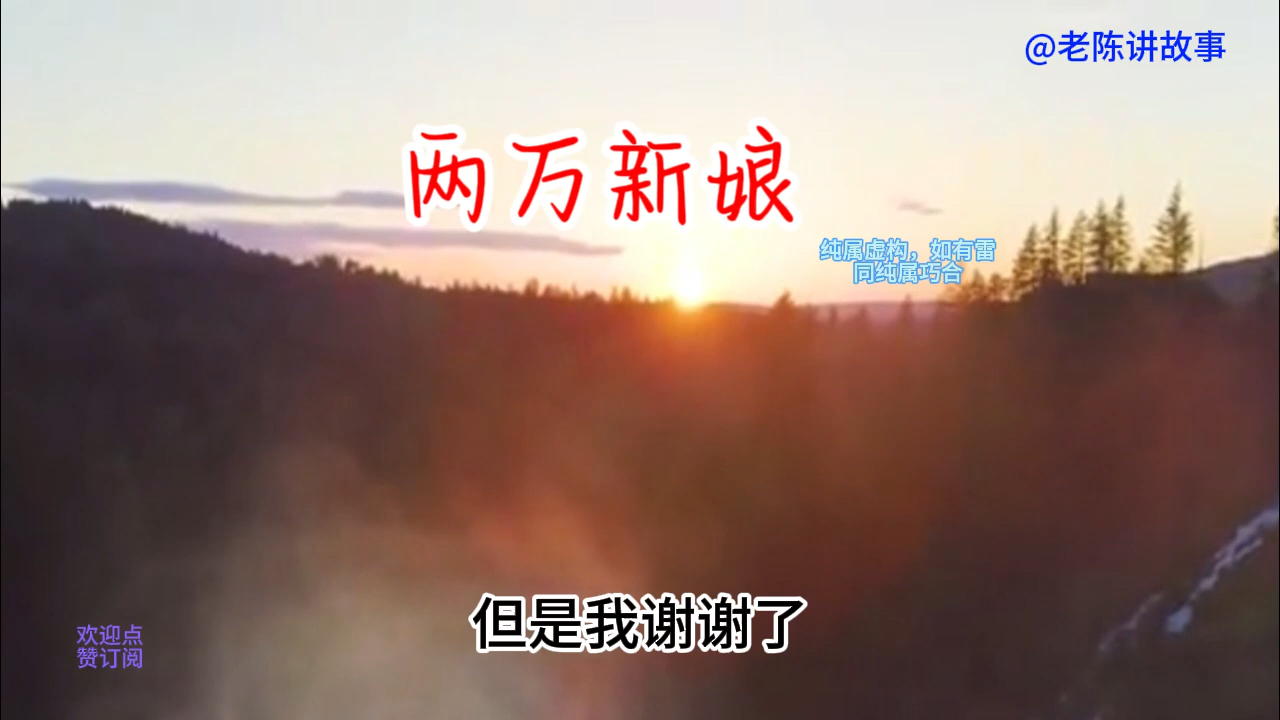 @老陈讲故事
两万新娘
纯属虚构，如有雷
同纯属巧合
但是我谢谢了
欢迎点
赞订阅